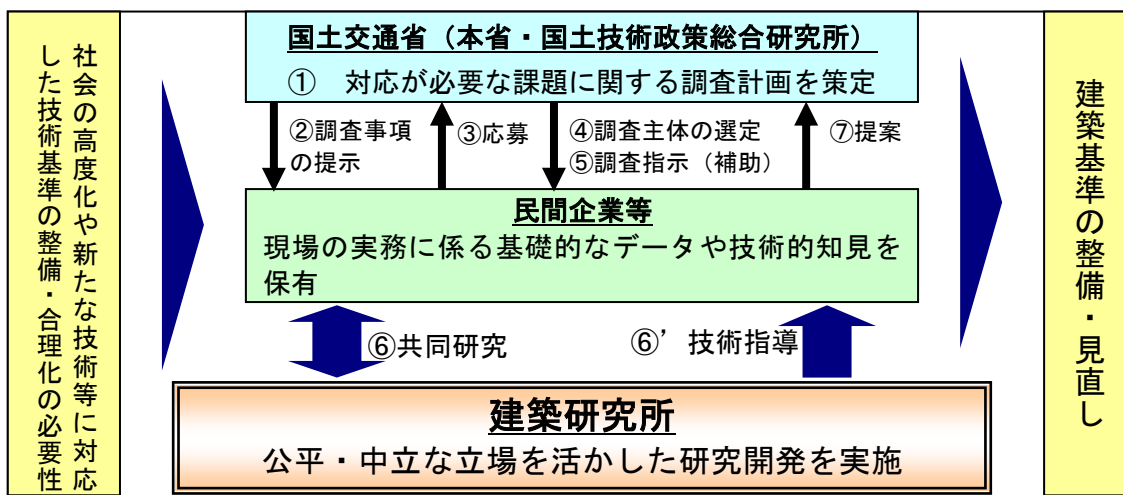 社会の高度化や新たな技術等に対応
した技術基準の整備・合理化の必要性
国土交通省（本省・国土技術政策総合研究所）
①　対応が必要な課題に関する調査計画を策定
②調査事項
の提示
③応募
④調査主体の選定
⑤調査指示（補助）
⑦提案
民間企業等
現場の実務に係る基礎的なデータや技術的知見を
保有
⑥共同研究
⑥’技術指導
建築研究所
公平・中立な立場を活かした研究開発を実施
建築基準の整備・見直し